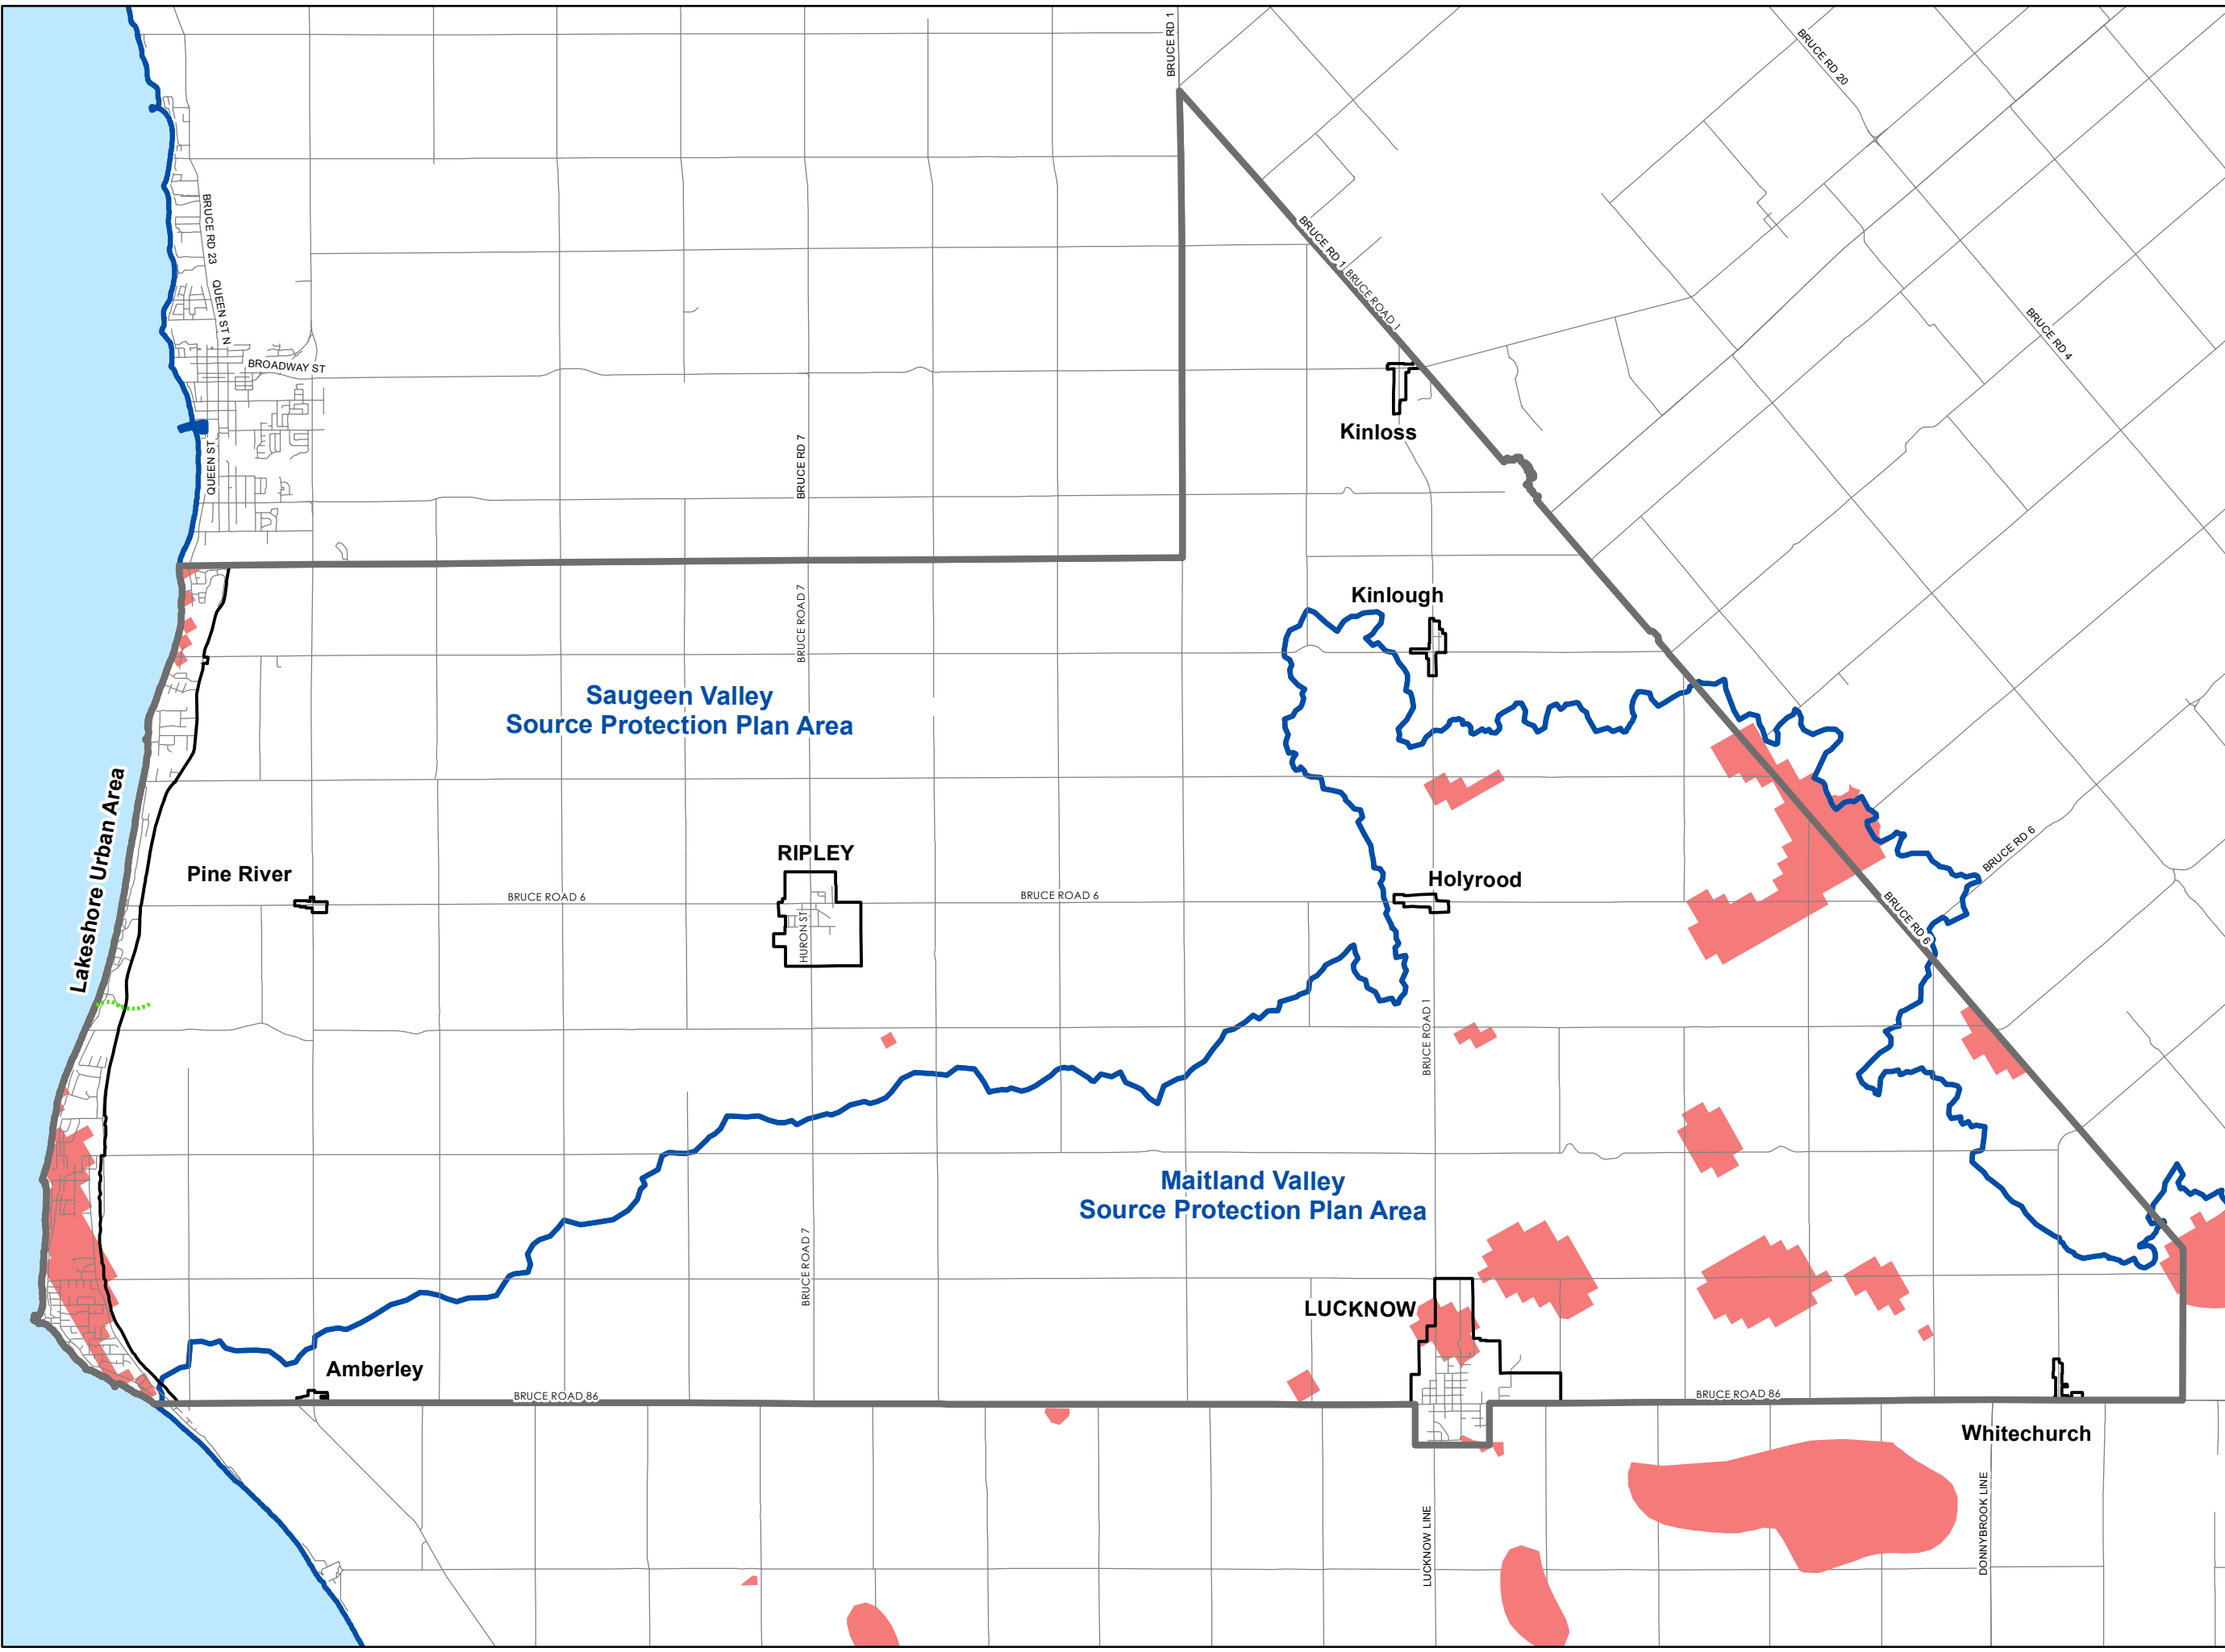 BRUCE RD 1
BRUCE RD 20
BRUCE RD 23
QUEEN ST N
BRUCE RD 1
BRUCE ROAD 1
BRUCE RD 4
BROADWAY ST
Kinloss
QUEEN ST
BRUCE RD 7
Kinlough
BRUCE ROAD 7
Saugeen Valley
Source Protection Plan Area
Lakeshore Urban Area
Pine River
RIPLEY
BRUCE RD 6
Holyrood
BRUCE ROAD 6
BRUCE ROAD 6
HURON ST
BRUCE RD 6
BRUCE ROAD 1
Maitland Valley
Source Protection Plan Area
BRUCE ROAD 7
LUCKNOW
Amberley
BRUCE ROAD 86
BRUCE ROAD 86
Whitechurch
LUCKNOW LINE
DONNYBROOK LINE